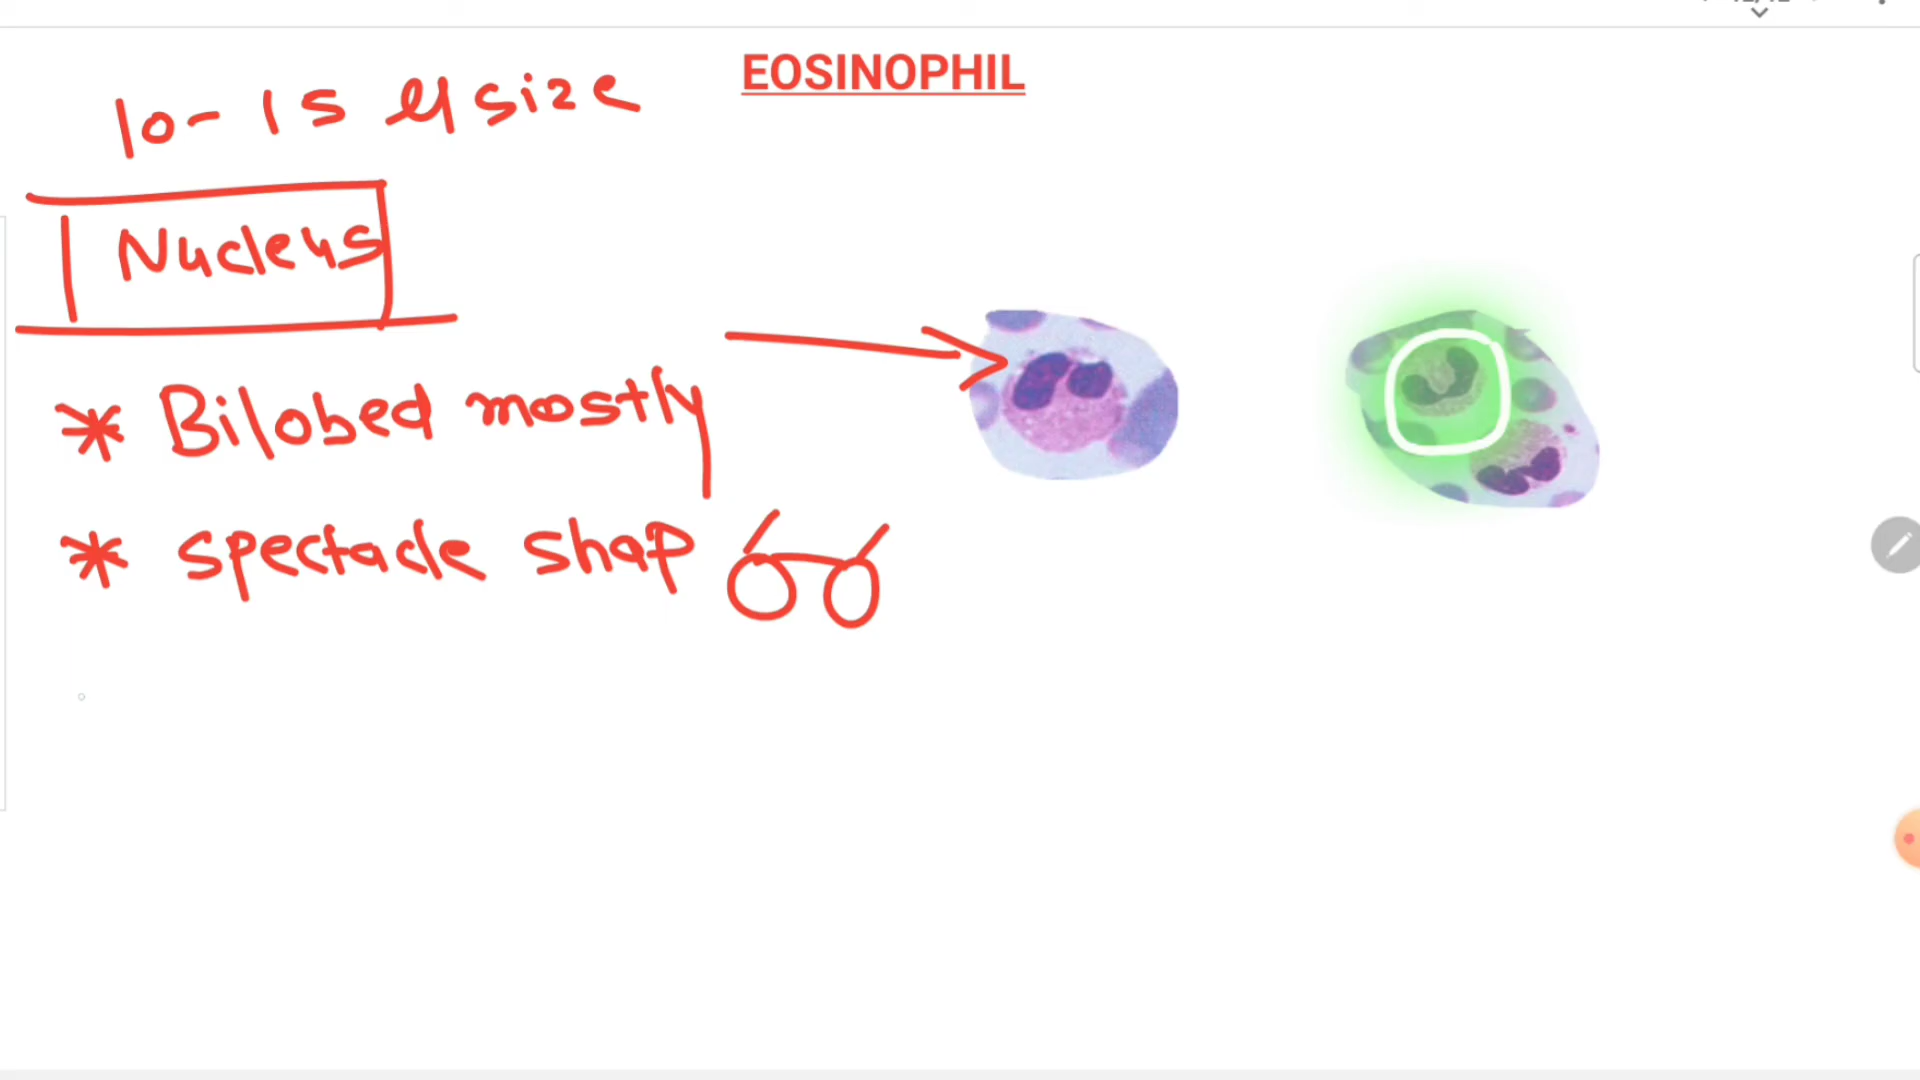 EOSINOPHIL
10-15 μ size
Nucleus
* Bilobed mostly
* spectacle shap